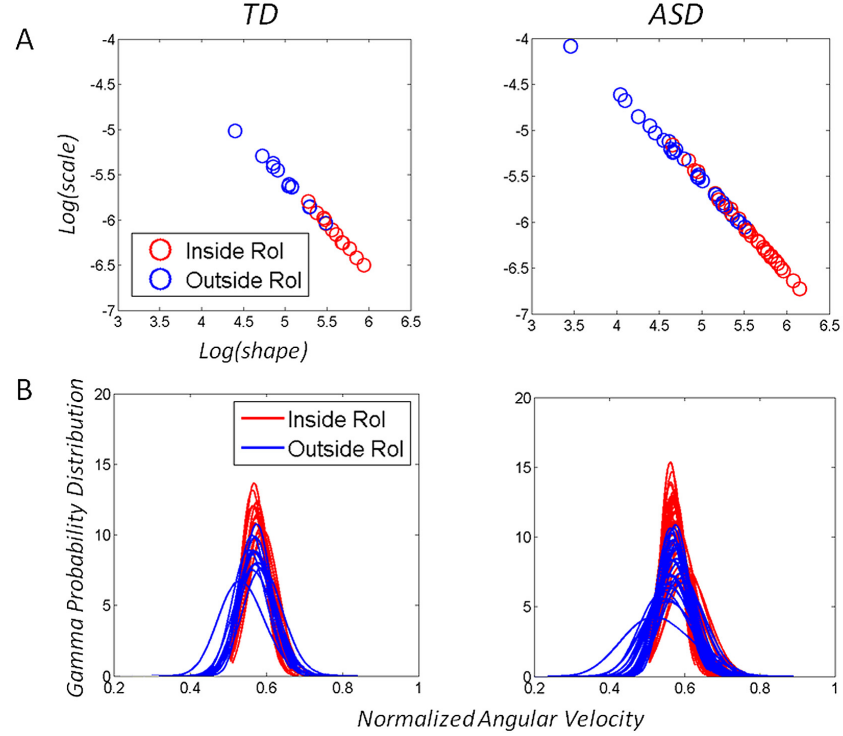 TD
ASD
A
Log(scale)
-4
-4.5
-5
-5.5
-6
-6.5
-7
Inside RoI
Outside RoI
3 3.5 4 4.5 5 5.5 6 6.5
Log(shape)
-4
-4.5
-5
-5.5
-6
-6.5
-7
3 3.5 4 4.5 5 5.5 6 6.5
B
Gamma Probability Distribution
20
15
10
5
0
Inside RoI
Outside RoI
0.2 0.4 0.6 0.8 1
20
15
10
5
0
0.2 0.4 0.6 0.8 1
Normalized Angular Velocity